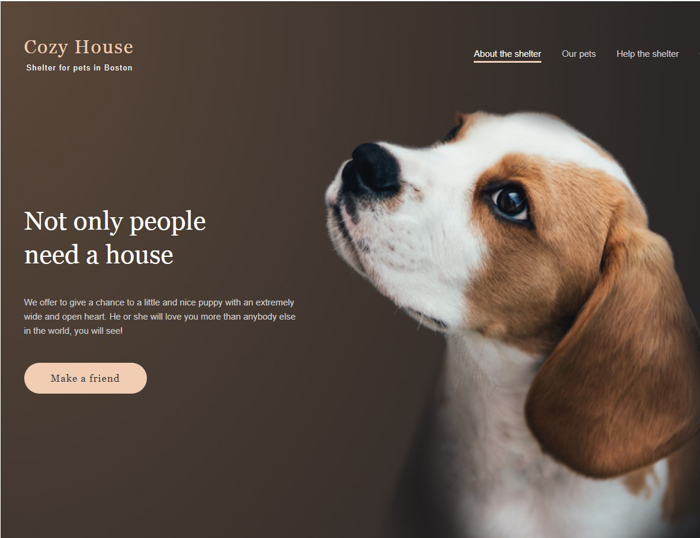 Cozy House
Shelter for pets in Boston
About the shelter
Our pets
Help the shelter
Not only people
need a house
We offer to give a chance to a little and nice puppy with an extremely
wide and open heart. He or she will love you more than anybody else
in the world, you will see!
Make a friend